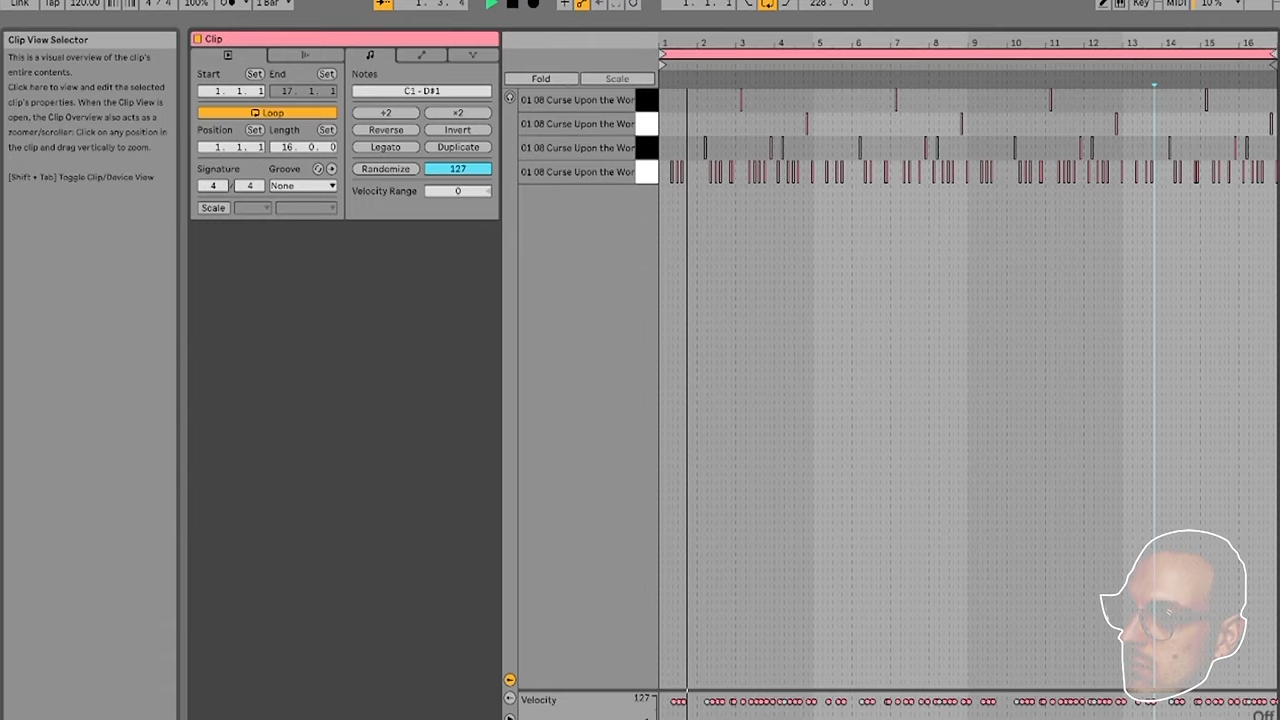 Link Tap 120.00 4 / 4 100% 1 Bar 1. 3. 4 1. 1. 1 228. 0. 0 Key MIDI 10 %
Clip View Selector
This is a visual overview of the clip's
entire contents.
Click here to view and edit the selected
clip's properties. When the Clip View is
open, the Clip Overview also acts as a
zoomer/scroller: Click on any position in
the clip and drag vertically to zoom.
[Shift + Tab] Toggle Clip/Device View
Clip
Start Set End Set
1. 1. 1 17. 1. 1
Loop
Position Set Length Set
1. 1. 1 16. 0. 0
Signature Groove
4 / 4 None
Scale
Notes
C1 - D#1
÷2 ×2
Reverse Invert
Legato Duplicate
Randomize 127
Velocity Range 0
1 2 3 4 5 6 7 8 9 10 11 12 13 14 15 16
Fold Scale
01 08 Curse Upon the Wor
01 08 Curse Upon the Wor
01 08 Curse Upon the Wor
01 08 Curse Upon the Wor
Velocity 127
Off